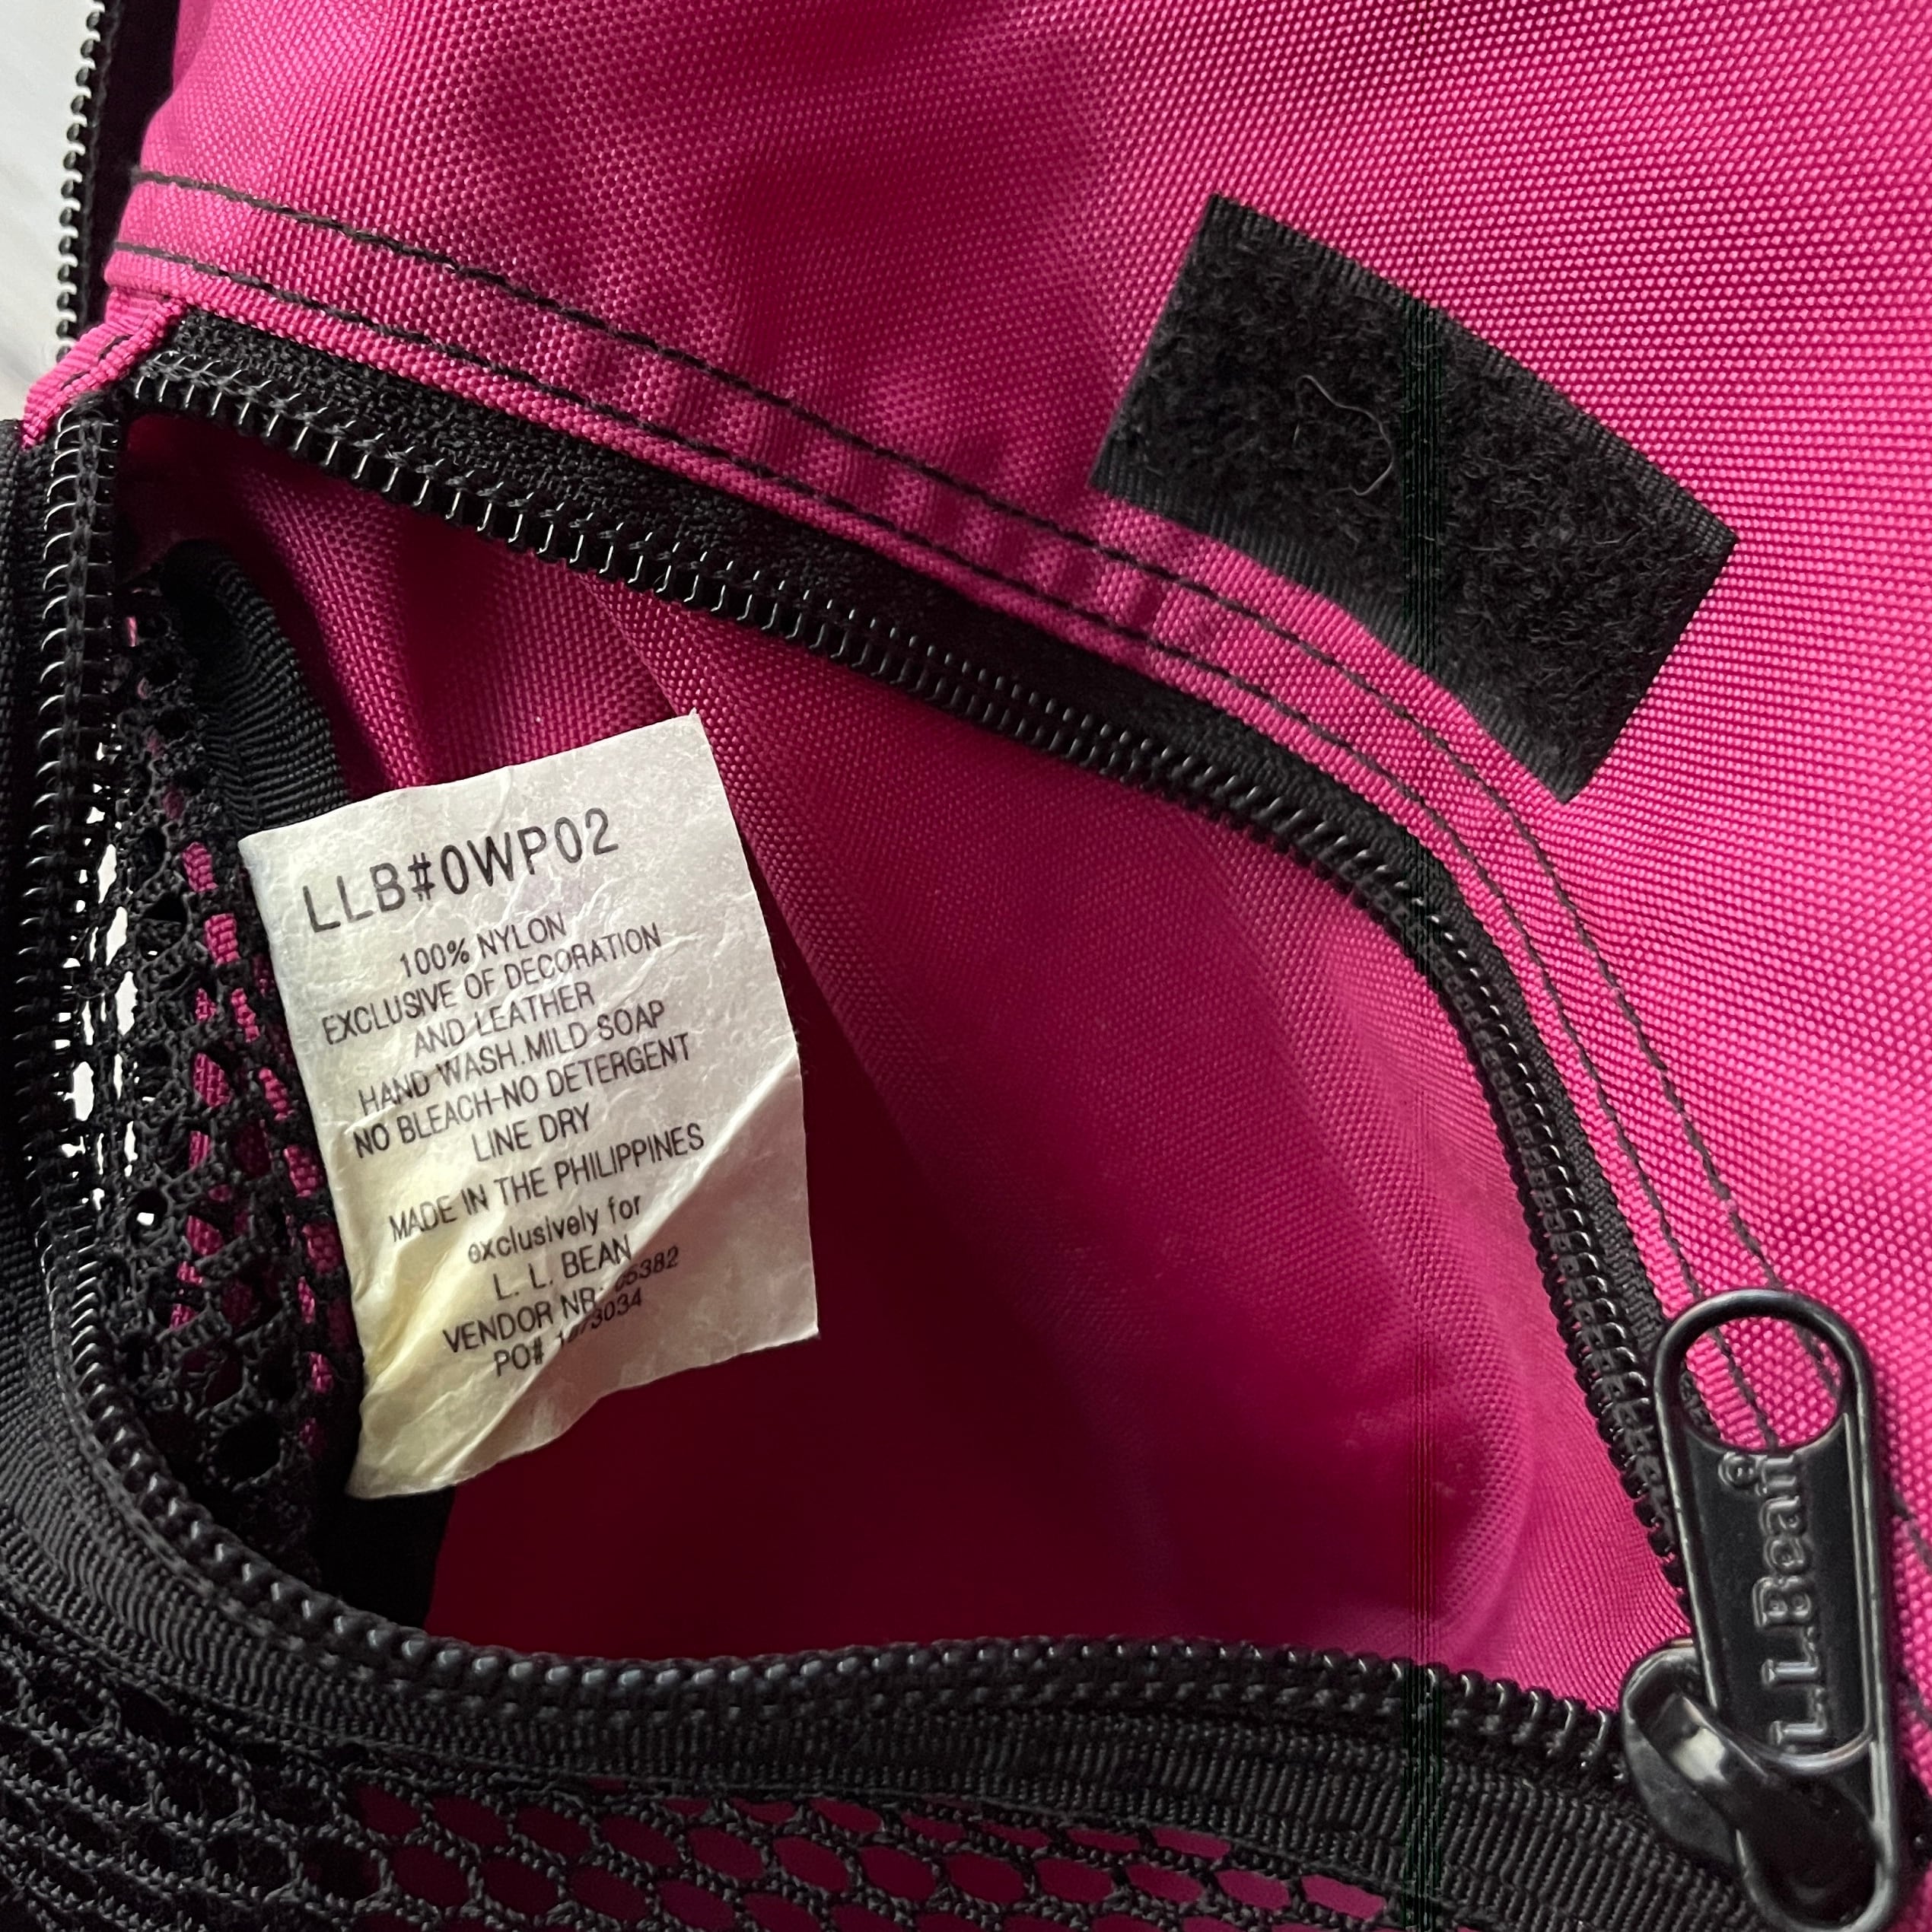 LLB#0WP02
100% NYLON
EXCLUSIVE OF DECORATION
AND LEATHER
HAND WASH.MILD SOAP
NO BLEACH-NO DETERGENT
LINE DRY
MADE IN THE PHILIPPINES
exclusively for
L. L. BEAN
VENDOR NBR:
PO#
L.L.Bean®